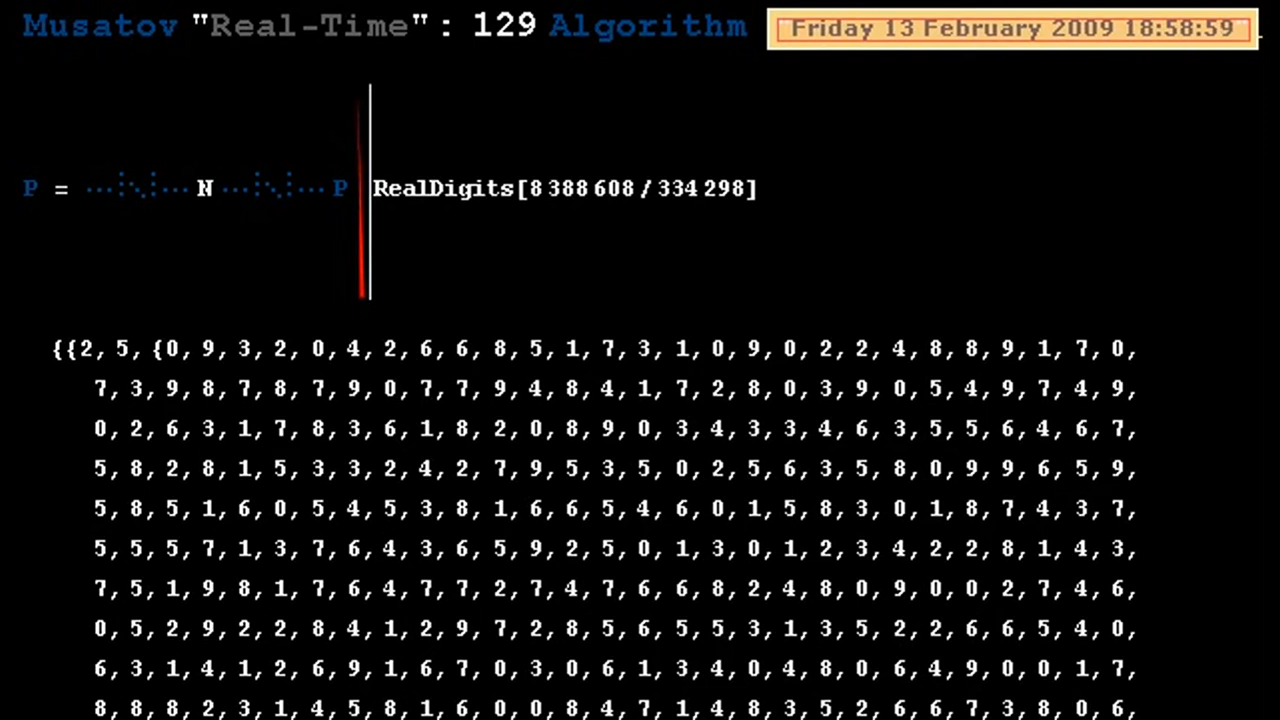 Musatov "Real-Time": 129 Algorithm "Friday 13 February 2009 18:58:59"
P = N P RealDigits[8 388 608 / 334 298]
{{2, 5, {0, 9, 3, 2, 0, 4, 2, 6, 6, 8, 5, 1, 7, 3, 1, 0, 9, 0, 2, 2, 4, 8, 8, 9, 1, 7, 0,
7, 3, 9, 8, 7, 8, 7, 9, 0, 7, 7, 9, 4, 8, 4, 1, 7, 2, 8, 0, 3, 9, 0, 5, 4, 9, 7, 4, 9,
0, 2, 6, 3, 1, 7, 8, 3, 6, 1, 8, 2, 0, 8, 9, 0, 3, 4, 3, 3, 4, 6, 3, 5, 5, 6, 4, 6, 7,
5, 8, 2, 8, 1, 5, 3, 3, 2, 4, 2, 7, 9, 5, 3, 5, 0, 2, 5, 6, 3, 5, 8, 0, 9, 9, 6, 5, 9,
5, 8, 5, 1, 6, 0, 5, 4, 5, 3, 8, 1, 6, 6, 5, 4, 6, 0, 1, 5, 8, 3, 0, 1, 8, 7, 4, 3, 7,
5, 5, 5, 7, 1, 3, 7, 6, 4, 3, 6, 5, 9, 2, 5, 0, 1, 3, 0, 1, 2, 3, 4, 2, 2, 8, 1, 4, 3,
7, 5, 1, 9, 8, 1, 7, 6, 4, 7, 7, 2, 7, 4, 7, 6, 6, 8, 2, 4, 8, 0, 9, 0, 0, 2, 7, 4, 6,
0, 5, 2, 9, 2, 2, 8, 4, 1, 2, 9, 7, 2, 8, 5, 6, 5, 5, 3, 1, 3, 5, 2, 2, 6, 6, 5, 4, 0,
6, 3, 1, 4, 1, 2, 6, 9, 1, 6, 7, 0, 3, 0, 6, 1, 3, 4, 0, 4, 8, 0, 6, 4, 9, 0, 0, 1, 7,
8, 8, 8, 2, 3, 1, 4, 5, 8, 1, 6, 0, 0, 8, 4, 7, 1, 4, 8, 3, 5, 2, 6, 6, 7, 3, 8, 0, 6,